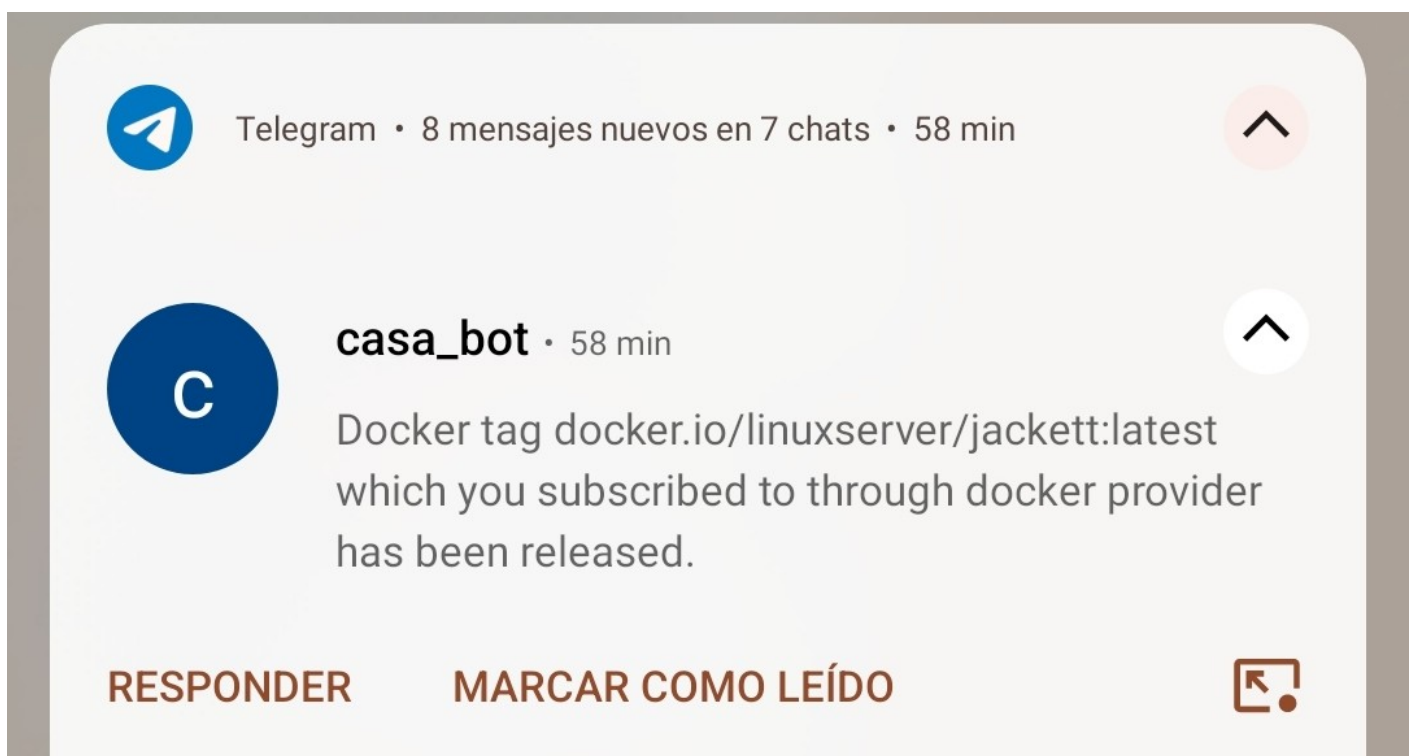 Telegram • 8 mensajes nuevos en 7 chats • 58 min
casa_bot • 58 min
c
Docker tag docker.io/linuxserver/jackett:latest
which you subscribed to through docker provider
has been released.
RESPONDER MARCAR COMO LEÍDO